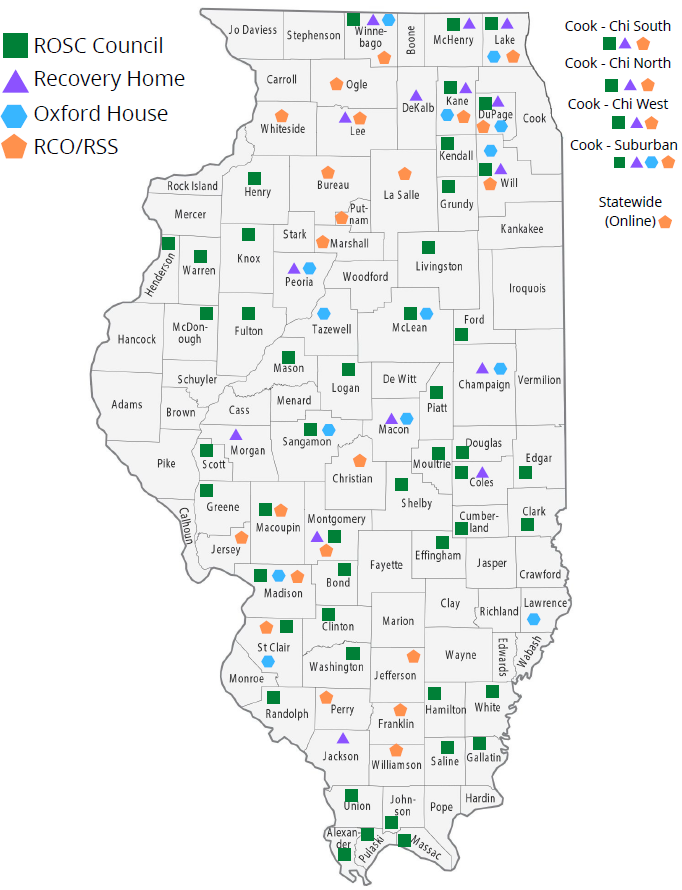 ROSC Council
Recovery Home
Oxford House
RCO/RSS
Cook - Chi South
Cook - Chi North
Cook - Chi West
Cook - Suburban
Statewide
(Online)
Jo Daviess
Stephenson
Winne-
bago
Boone
McHenry
Lake
Carroll
Ogle
DeKalb
Kane
DuPage
Cook
Whiteside
Lee
Kendall
Will
Rock Island
Henry
Bureau
La Salle
Grundy
Mercer
Put-
nam
Kankakee
Stark
Marshall
Henderson
Warren
Knox
Peoria
Woodford
Livingston
Iroquois
Hancock
McDon-
ough
Fulton
Tazewell
McLean
Ford
Mason
Logan
De Witt
Piatt
Champaign
Vermilion
Schuyler
Adams
Brown
Cass
Menard
Sangamon
Macon
Morgan
Scott
Pike
Christian
Moultrie
Douglas
Edgar
Coles
Shelby
Greene
Calhoun
Macoupin
Montgomery
Cumber-
land
Clark
Jersey
Fayette
Effingham
Jasper
Crawford
Madison
Bond
Clinton
Marion
Clay
Richland
Lawrence
St Clair
Monroe
Washington
Jefferson
Wayne
Edwards
Wabash
Randolph
Perry
Franklin
Hamilton
White
Jackson
Williamson
Saline
Gallatin
Union
John-
son
Pope
Hardin
Alexan-
der
Pulaski
Massac